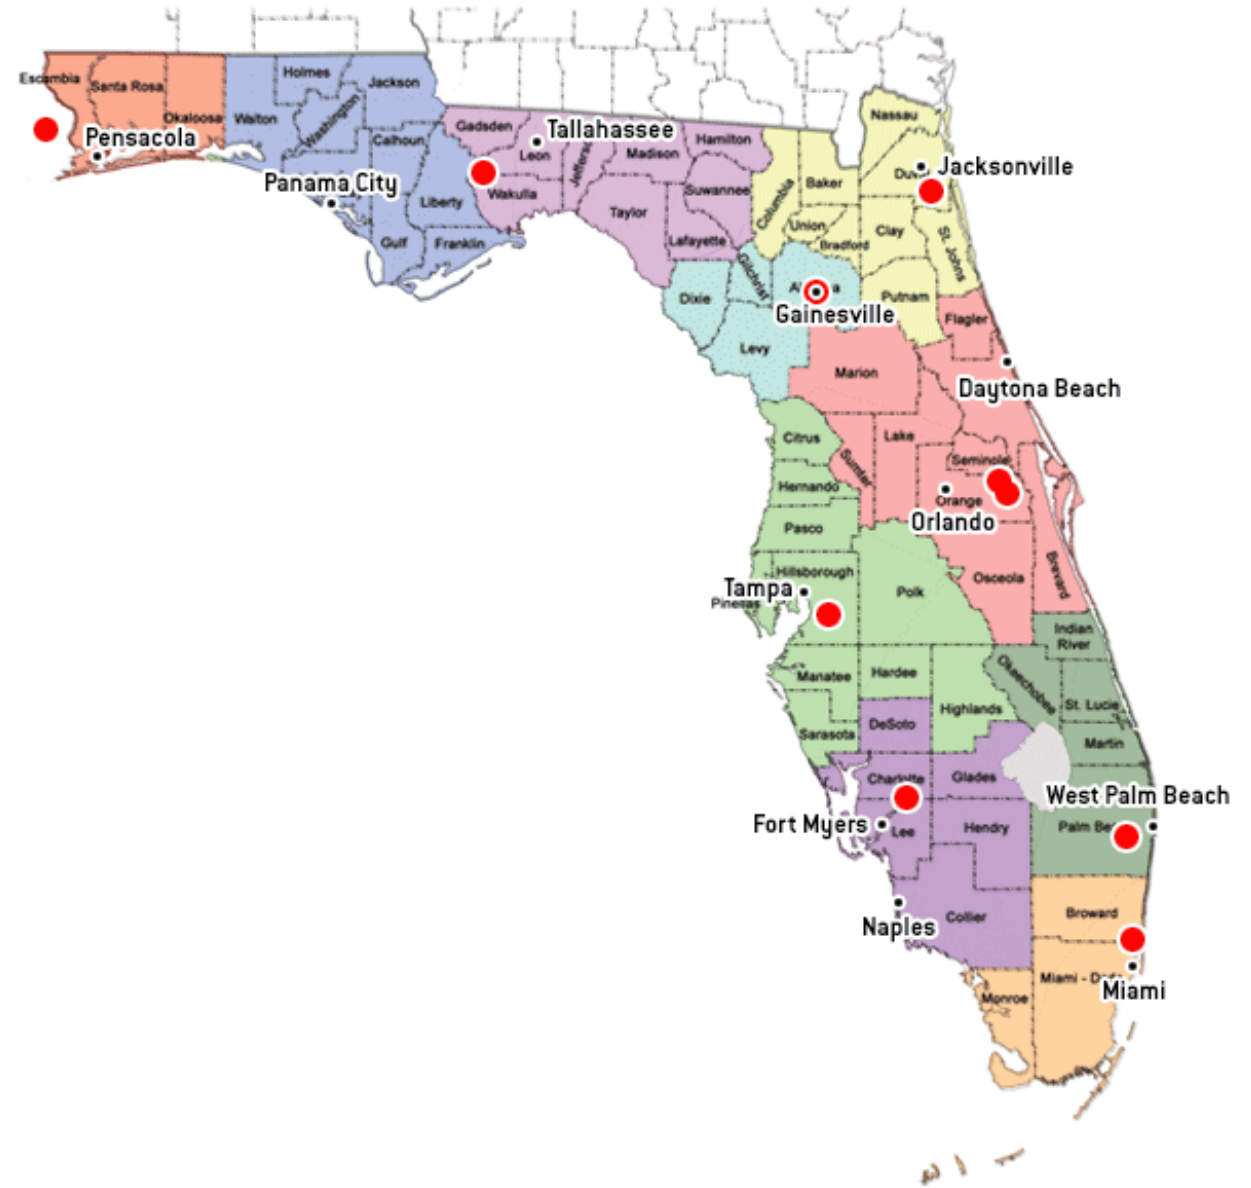 Escambia
Santa Rosa
Okaloosa
Walton
Holmes
Washington
Jackson
Calhoun
Liberty
Gulf
Franklin
Pensacola
Panama City
Gadsden
Leon
Tallahassee
Wakulla
Madison
Taylor
Hamilton
Suwannee
Lafayette
Columbia
Baker
Union
Bradford
Nassau
Jacksonville
Clay
St. Johns
Putnam
Dixie
Gilchrist
Gainesville
Levy
Flagler
Daytona Beach
Marion
Citrus
Sumter
Lake
Seminole
Hernando
Orange
Orlando
Pasco
Hillsborough
Tampa
Polk
Osceola
Brevard
Indian
River
Manatee
Hardee
Highlands
Okeechobee
St. Lucie
Sarasota
DeSoto
Martin
Charlotte
Glades
West Palm Beach
Fort Myers
Lee
Hendry
Naples
Collier
Broward
Monroe
Miami